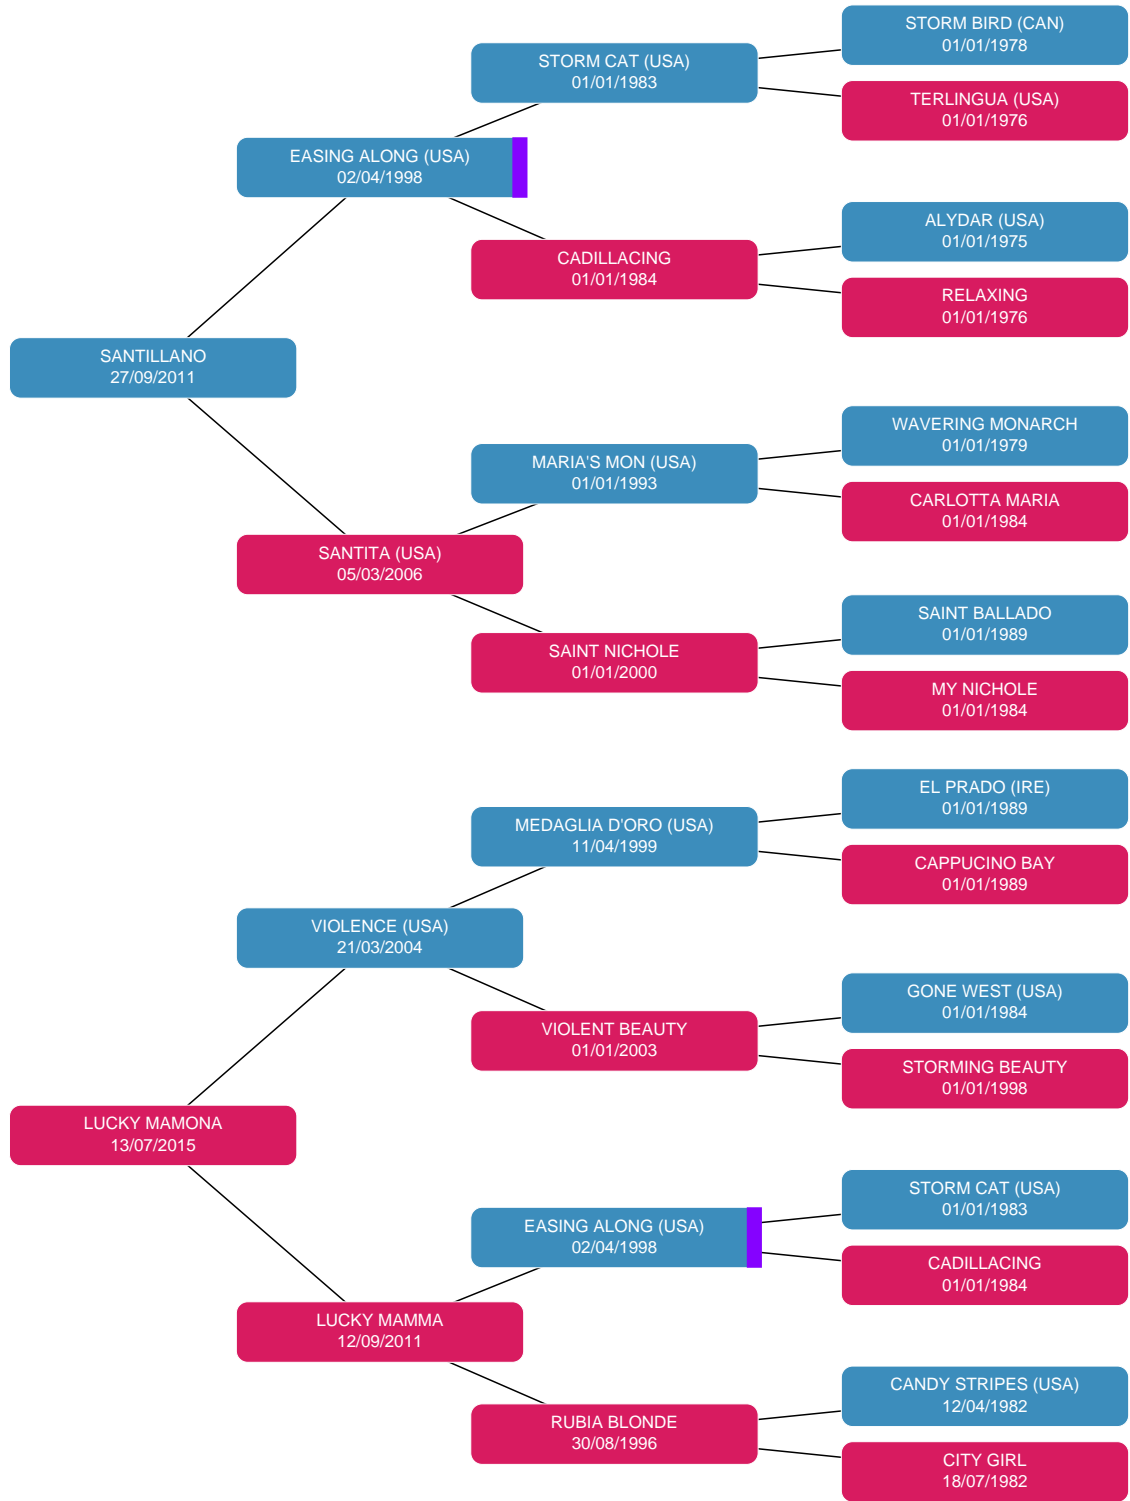 STORM BIRD (CAN)
01/01/1978
STORM CAT (USA)
01/01/1983
TERLINGUA (USA)
01/01/1976
EASING ALONG (USA)
02/04/1998
ALYDAR (USA)
01/01/1975
CADILLACING
01/01/1984
RELAXING
01/01/1976
SANTILLANO
27/09/2011
WAVERING MONARCH
01/01/1979
MARIA'S MON (USA)
01/01/1993
CARLOTTA MARIA
01/01/1984
SANTITA (USA)
05/03/2006
SAINT BALLADO
01/01/1989
SAINT NICHOLE
01/01/2000
MY NICHOLE
01/01/1984
EL PRADO (IRE)
01/01/1989
MEDAGLIA D'ORO (USA)
11/04/1999
CAPPUCINO BAY
01/01/1989
VIOLENCE (USA)
21/03/2004
GONE WEST (USA)
01/01/1984
VIOLENT BEAUTY
01/01/2003
STORMING BEAUTY
01/01/1998
LUCKY MAMONA
13/07/2015
STORM CAT (USA)
01/01/1983
EASING ALONG (USA)
02/04/1998
CADILLACING
01/01/1984
LUCKY MAMMA
12/09/2011
CANDY STRIPES (USA)
12/04/1982
RUBIA BLONDE
30/08/1996
CITY GIRL
18/07/1982